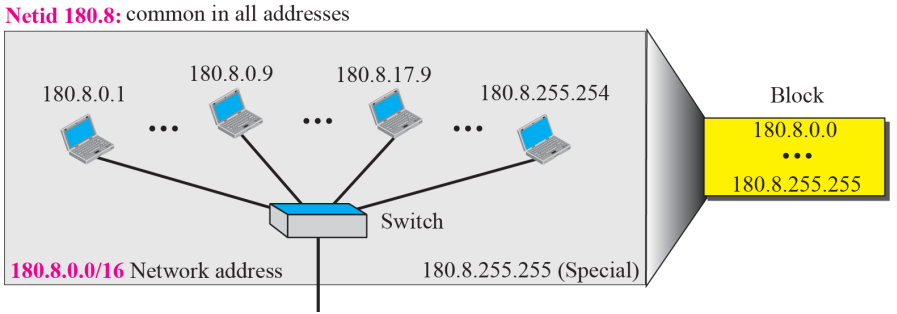 Netid 180.8: common in all addresses
180.8.0.1
180.8.0.9
180.8.17.9
180.8.255.254
Switch
180.8.0.0/16 Network address
180.8.255.255 (Special)
Block
180.8.0.0
180.8.255.255